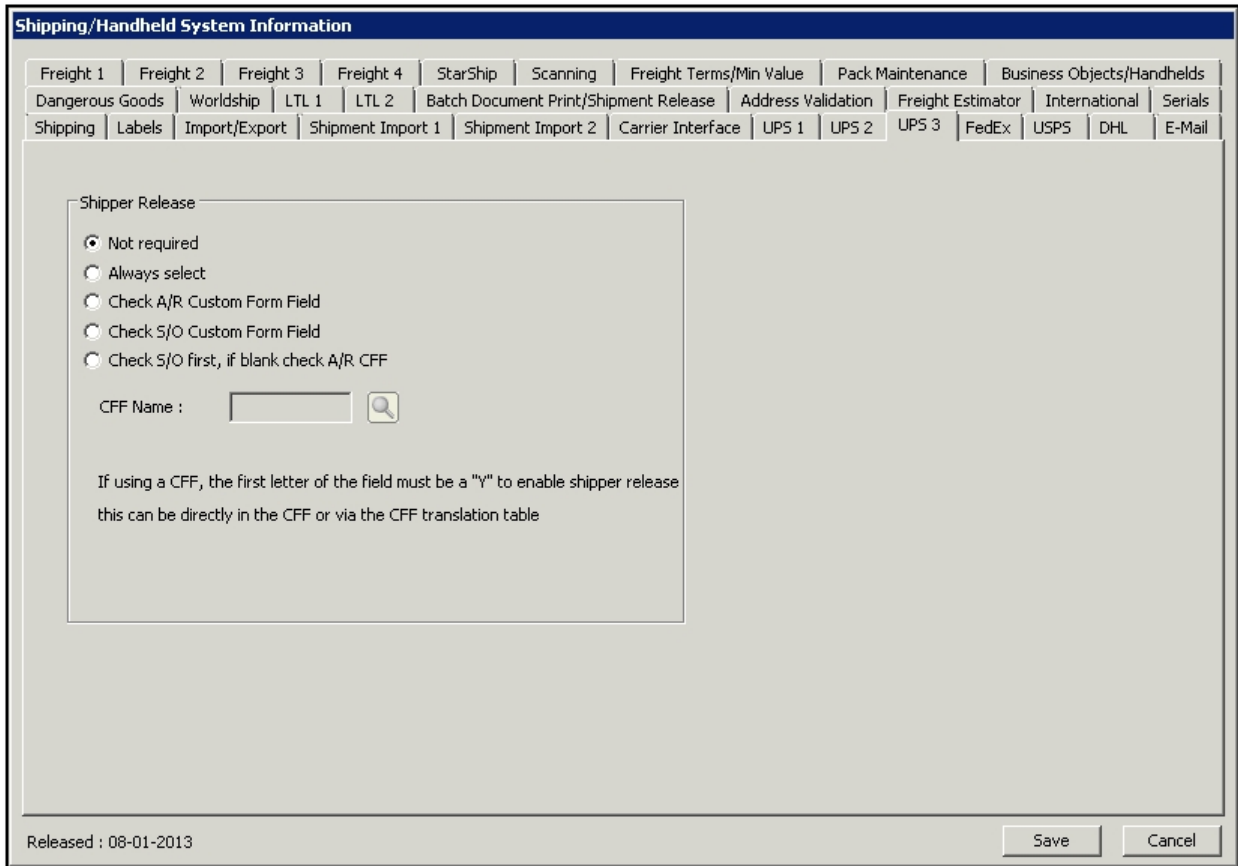 Shipping/Handheld System Information
Freight 1 Freight 2 Freight 3 Freight 4 StarShip Scanning Freight Terms/Min Value Pack Maintenance Business Objects/Handhelds
Dangerous Goods Worldship LTL 1 LTL 2 Batch Document Print/Shipment Release Address Validation Freight Estimator International Serials
Shipping Labels Import/Export Shipment Import 1 Shipment Import 2 Carrier Interface UPS 1 UPS 2 UPS 3 FedEx USPS DHL E-Mail
Shipper Release
Not required
Always select
Check A/R Custom Form Field
Check S/O Custom Form Field
Check S/O first, if blank check A/R CFF
CFF Name :
If using a CFF, the first letter of the field must be a "Y" to enable shipper release
this can be directly in the CFF or via the CFF translation table
Released : 08-01-2013 Save Cancel